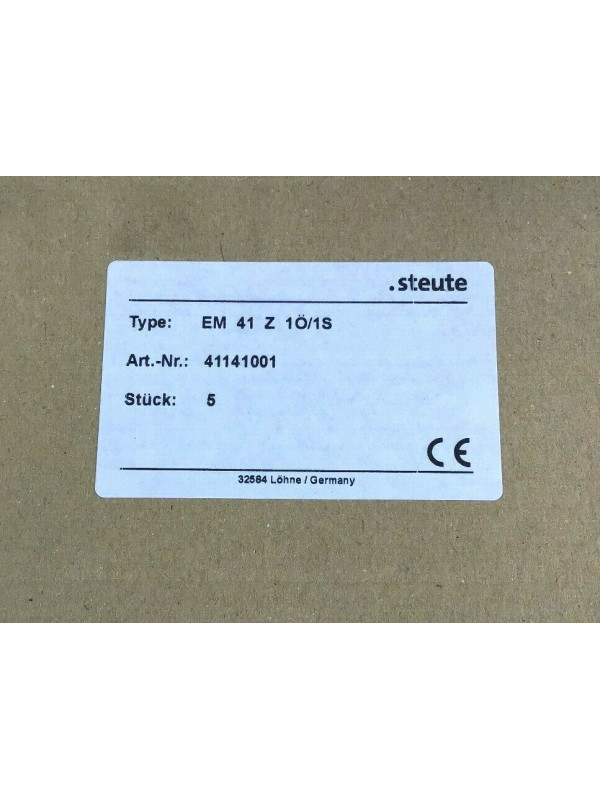 .steute
Type: EM 41 Z 1Ö/1S
Art.-Nr.: 41141001
Stück: 5
CE
32584 Löhne / Germany